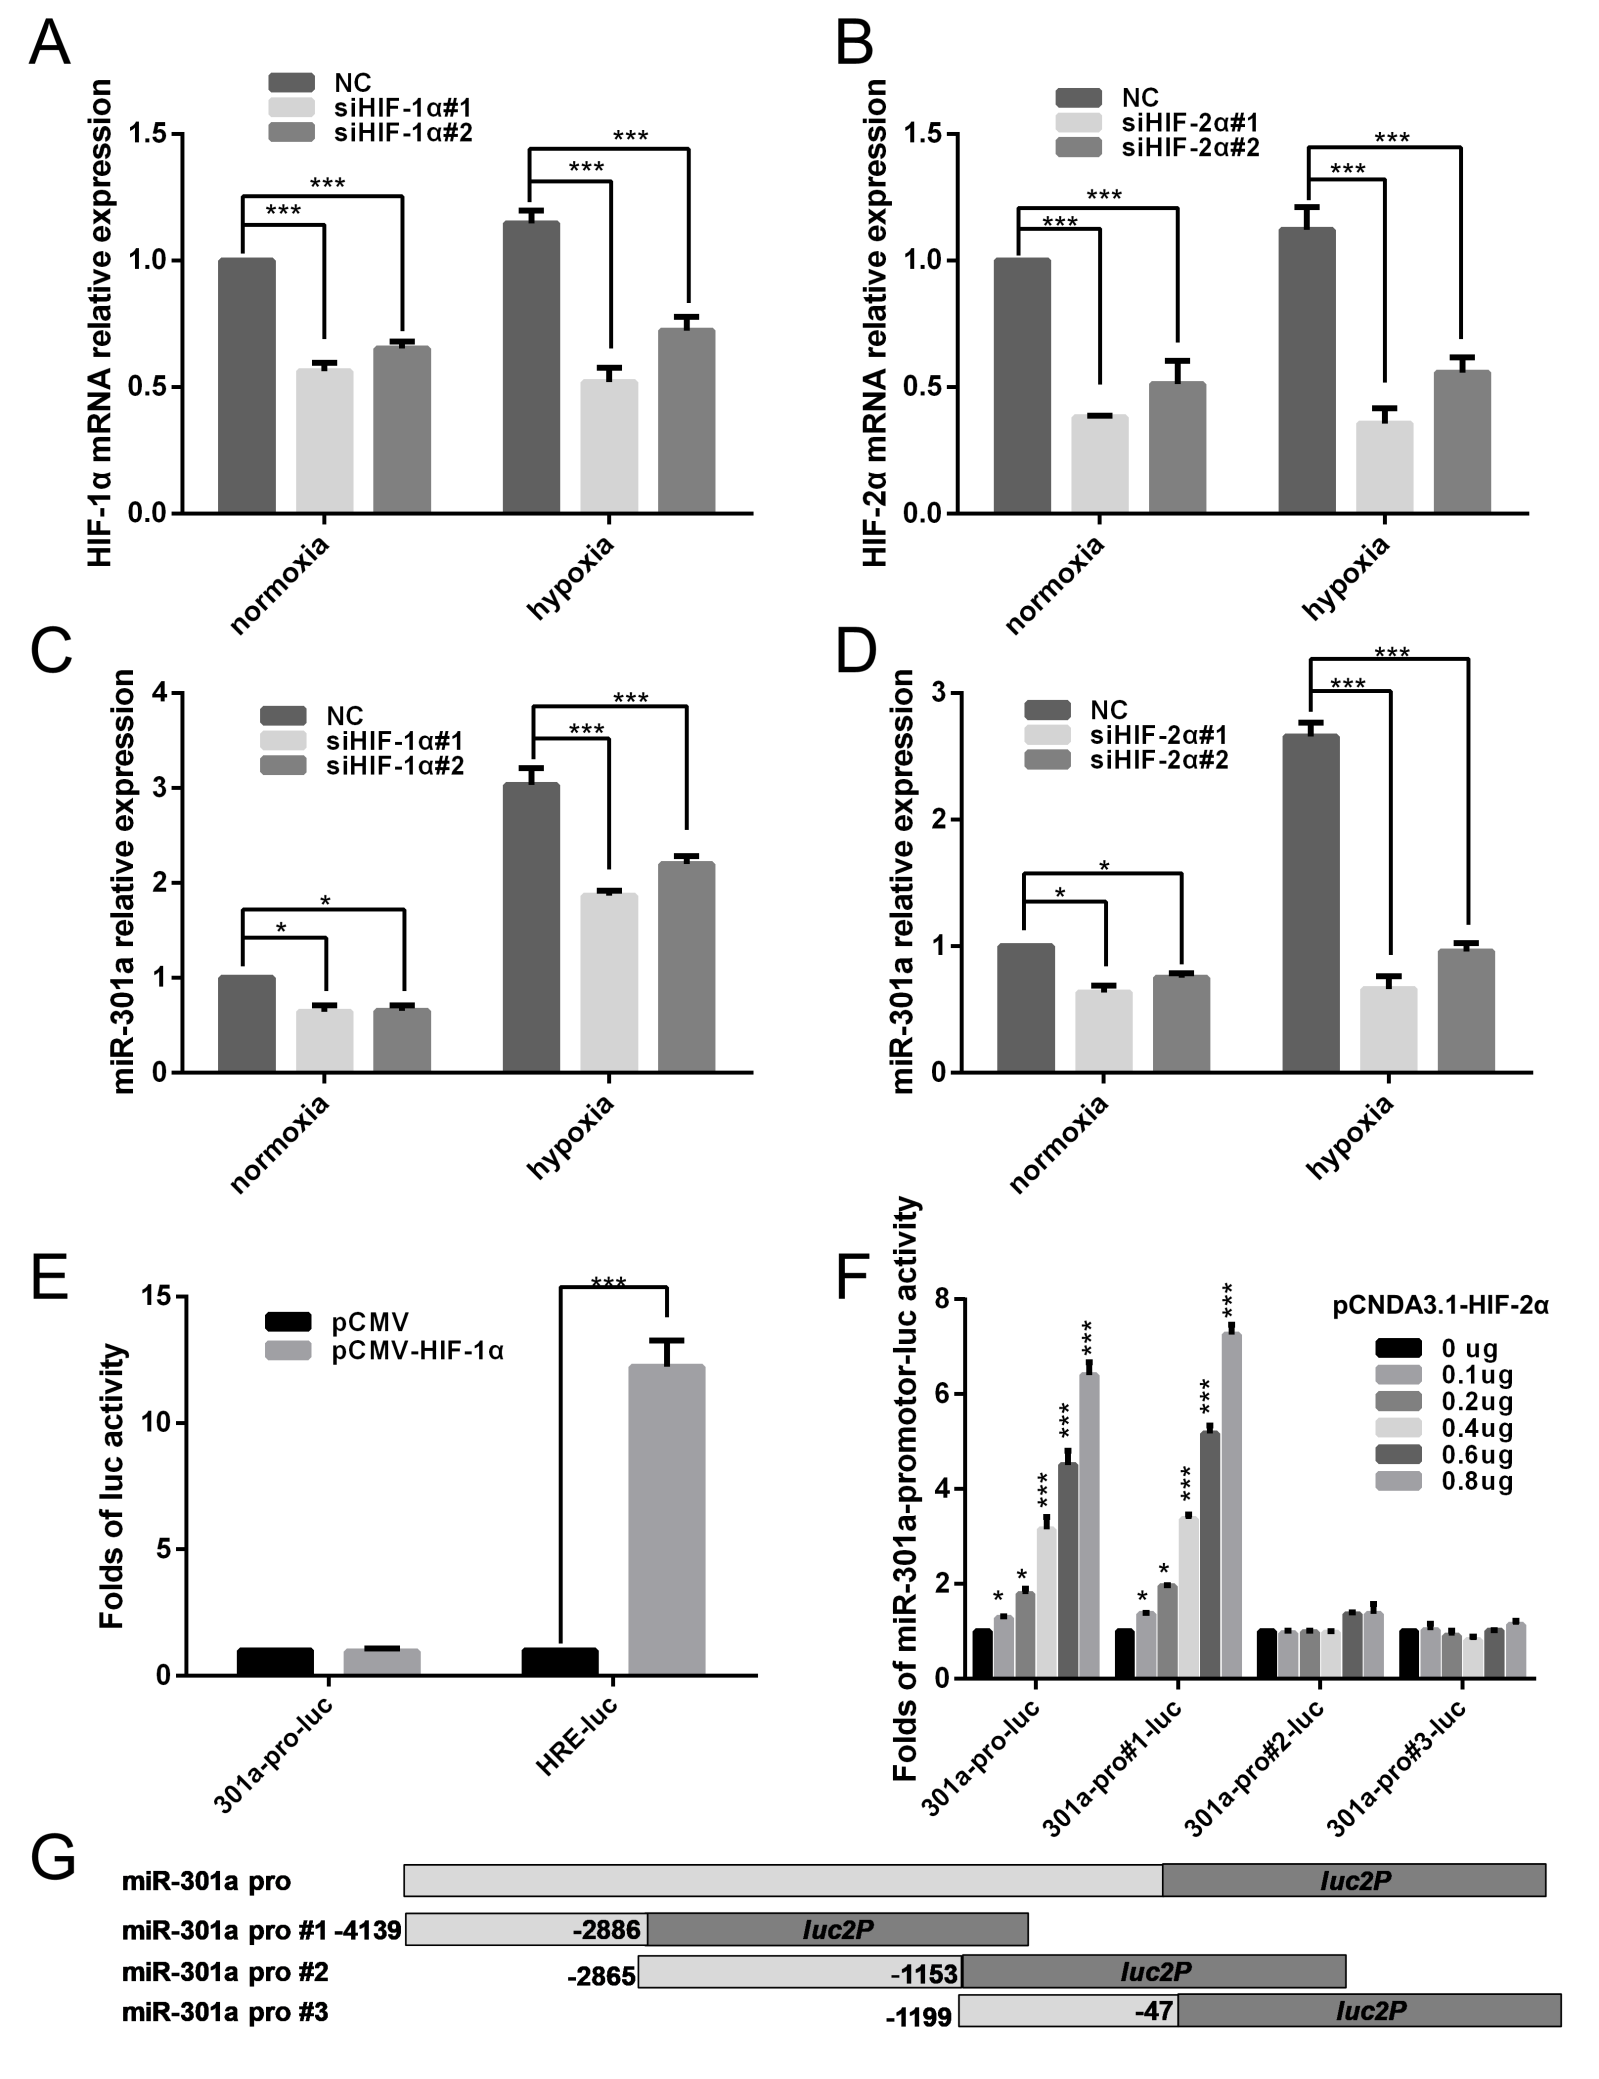 A
NC
siHIF-1α#1
siHIF-1α#2
HIF-1α mRNA relative expression
1.5
1.0
0.5
0.0
***
***
***
***
normoxia
hypoxia
B
NC
siHIF-2α#1
siHIF-2α#2
HIF-2α mRNA relative expression
1.5
1.0
0.5
0.0
***
***
***
***
normoxia
hypoxia
C
NC
siHIF-1α#1
siHIF-1α#2
miR-301a relative expression
4
3
2
1
0
*
*
***
***
normoxia
hypoxia
D
NC
siHIF-2α#1
siHIF-2α#2
miR-301a relative expression
3
2
1
0
*
*
***
***
normoxia
hypoxia
E
pCMV
pCMV-HIF-1α
Folds of luc activity
15
10
5
0
***
301a-pro-luc
HRE-luc
F
pCNDA3.1-HIF-2α
0 ug
0.1ug
0.2ug
0.4ug
0.6ug
0.8ug
Folds of miR-301a-promotor-luc activity
8
6
4
2
0
*
*
***
***
***
*
*
***
***
***
301a-pro-luc
301a-pro#1-luc
301a-pro#2-luc
301a-pro#3-luc
G
miR-301a pro luc2P
miR-301a pro #1 -4139 -2886 luc2P
miR-301a pro #2 -2865 -1153 luc2P
miR-301a pro #3 -1199 -47 luc2P